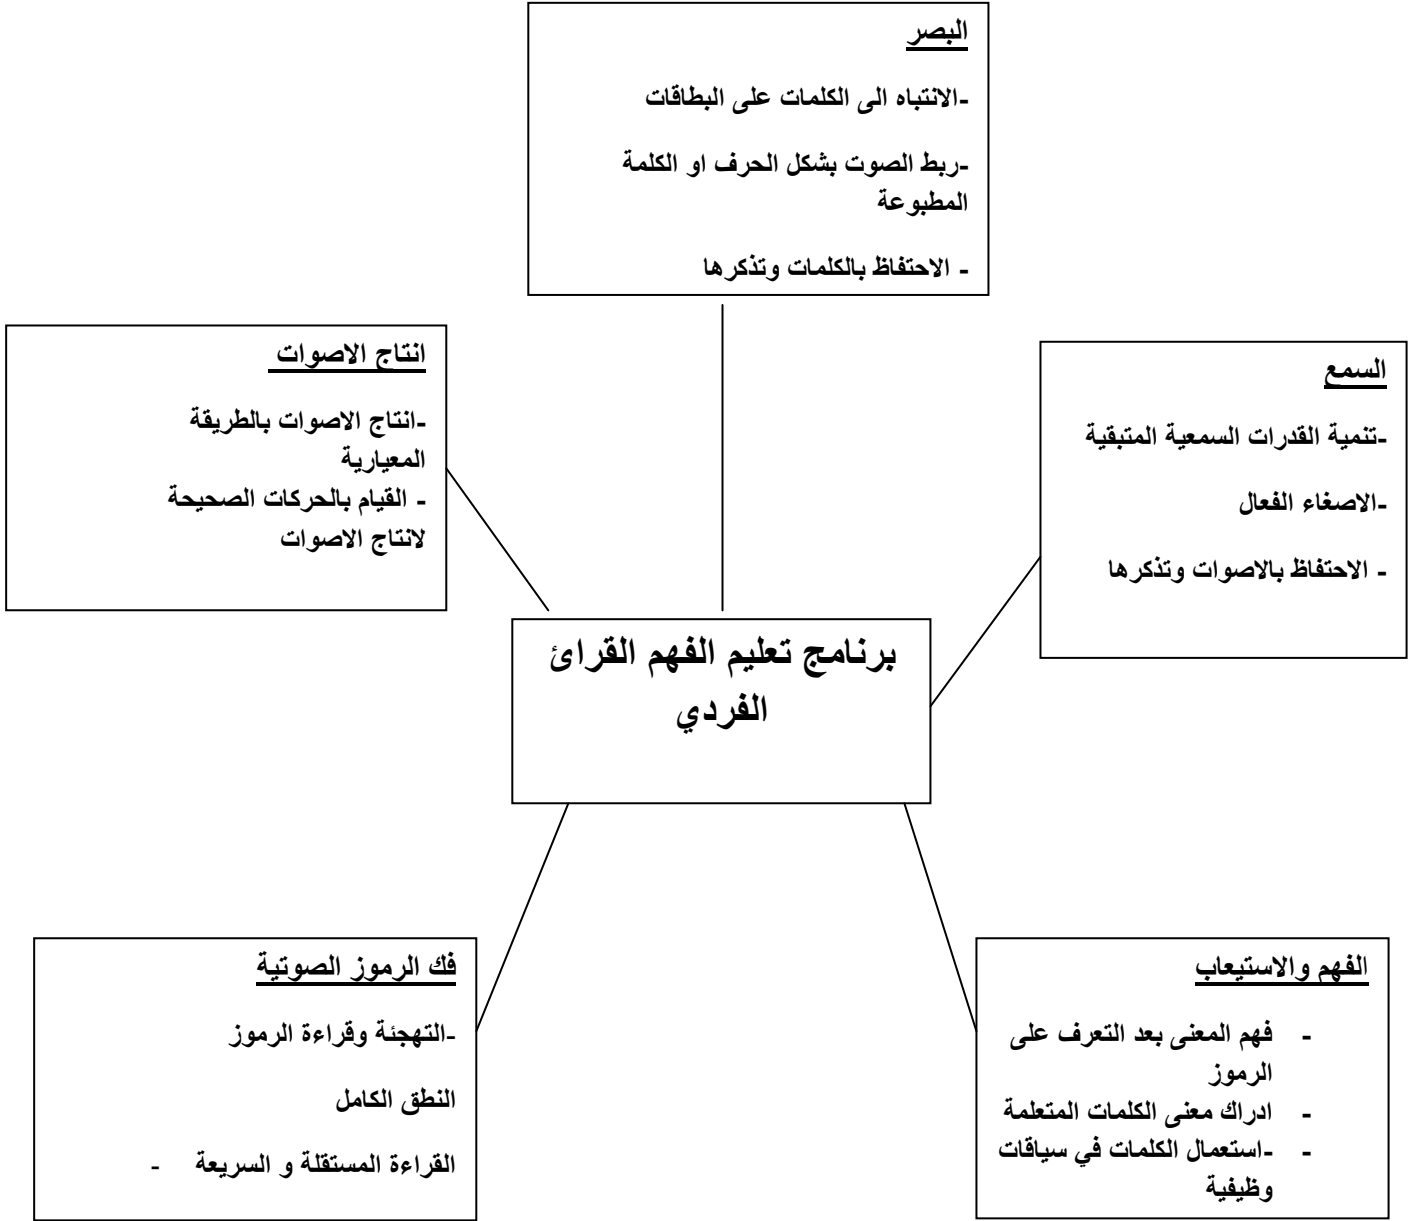 البصر
-الانتباه الى الكلمات على البطاقات
-ربط الصوت بشكل الحرف او الكلمة
المطبوعة
- الاحتفاظ بالكلمات وتذكرها
السمع
-تنمية القدرات السمعية المتبقية
-الاصغاء الفعال
- الاحتفاظ بالاصوات وتذكرها
انتاج الاصوات
-انتاج الاصوات بالطريقة
المعيارية
- القيام بالحركات الصحيحة
لانتاج الاصوات
برنامج تعليم الفهم القرائ
الفردي
الفهم والاستيعاب
- فهم المعنى بعد التعرف على
الرموز
- ادراك معنى الكلمات المتعلمة
- -استعمال الكلمات في سياقات
وظيفية
فك الرموز الصوتية
-التهجئة وقراءة الرموز
النطق الكامل
القراءة المستقلة و السريعة -